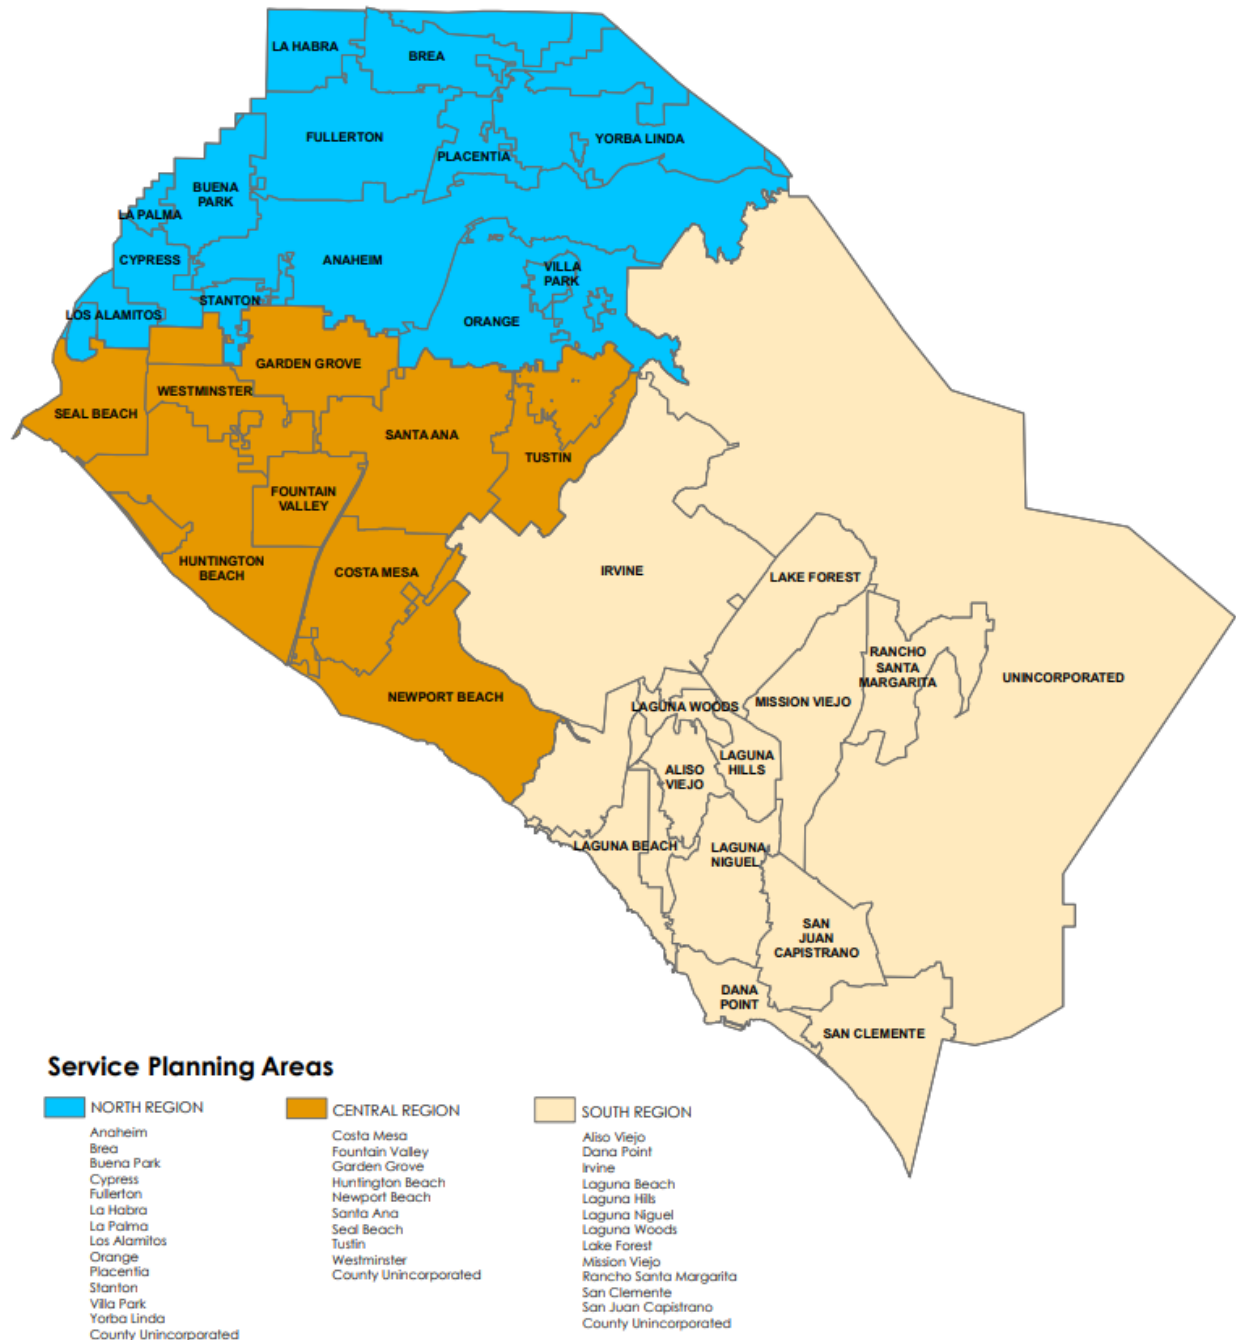 LA HABRA
BREA
FULLERTON
PLACENTIA
YORBA LINDA
BUENA
PARK
LA PALMA
CYPRESS
ANAHEIM
VILLA
PARK
STANTON
LOS ALAMITOS
ORANGE
GARDEN GROVE
WESTMINSTER
SEAL BEACH
SANTA ANA
TUSTIN
FOUNTAIN
VALLEY
HUNTINGTON
BEACH
COSTA MESA
IRVINE
LAKE FOREST
RANCHO
SANTA
MARGARITA
UNINCORPORATED
NEWPORT BEACH
LAGUNA WOODS
MISSION VIEJO
LAGUNA
HILLS
ALISO
VIEJO
LAGUNA BEACH
LAGUNA
NIGUEL
SAN
JUAN
CAPISTRANO
DANA
POINT
SAN CLEMENTE
Service Planning Areas
NORTH REGION
Anaheim
Brea
Buena Park
Cypress
Fullerton
La Habra
La Palma
Los Alamitos
Orange
Placentia
Stanton
Villa Park
Yorba Linda
County Unincorporated
CENTRAL REGION
Costa Mesa
Fountain Valley
Garden Grove
Huntington Beach
Newport Beach
Santa Ana
Seal Beach
Tustin
Westminster
County Unincorporated
SOUTH REGION
Aliso Viejo
Dana Point
Irvine
Laguna Beach
Laguna Hills
Laguna Niguel
Laguna Woods
Lake Forest
Mission Viejo
Rancho Santa Margarita
San Clemente
San Juan Capistrano
County Unincorporated